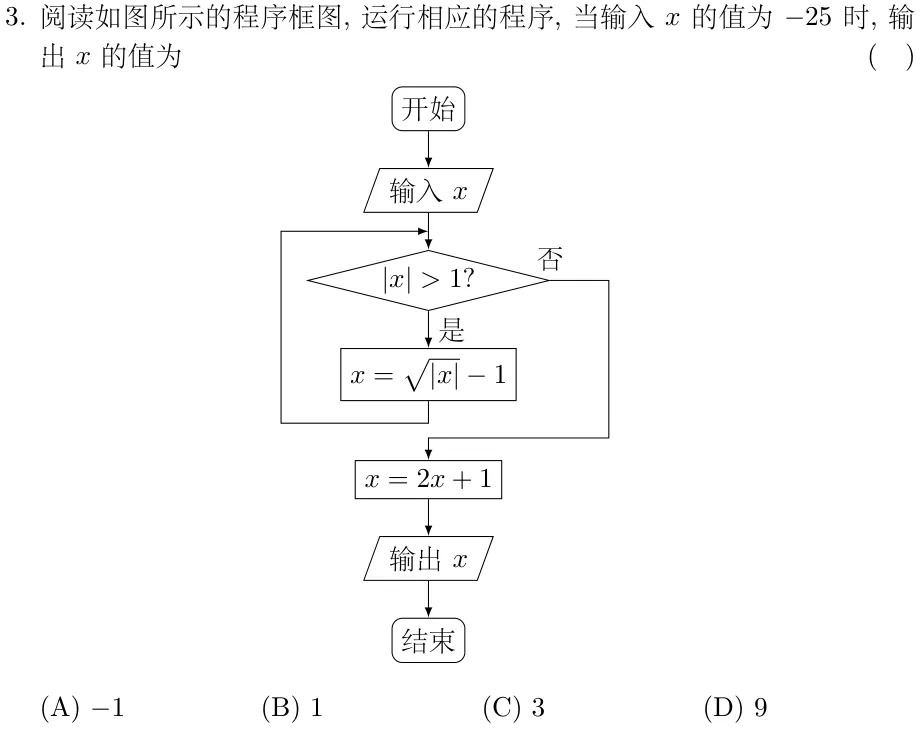 3. 阅读如图所示的程序框图, 运行相应的程序, 当输入 x 的值为 −25 时, 输
出 x 的值为 ( )
开始
输入 x
|x| > 1?
否
是
x = √|x| − 1
x = 2x + 1
输出 x
结束
(A) −1 (B) 1 (C) 3 (D) 9